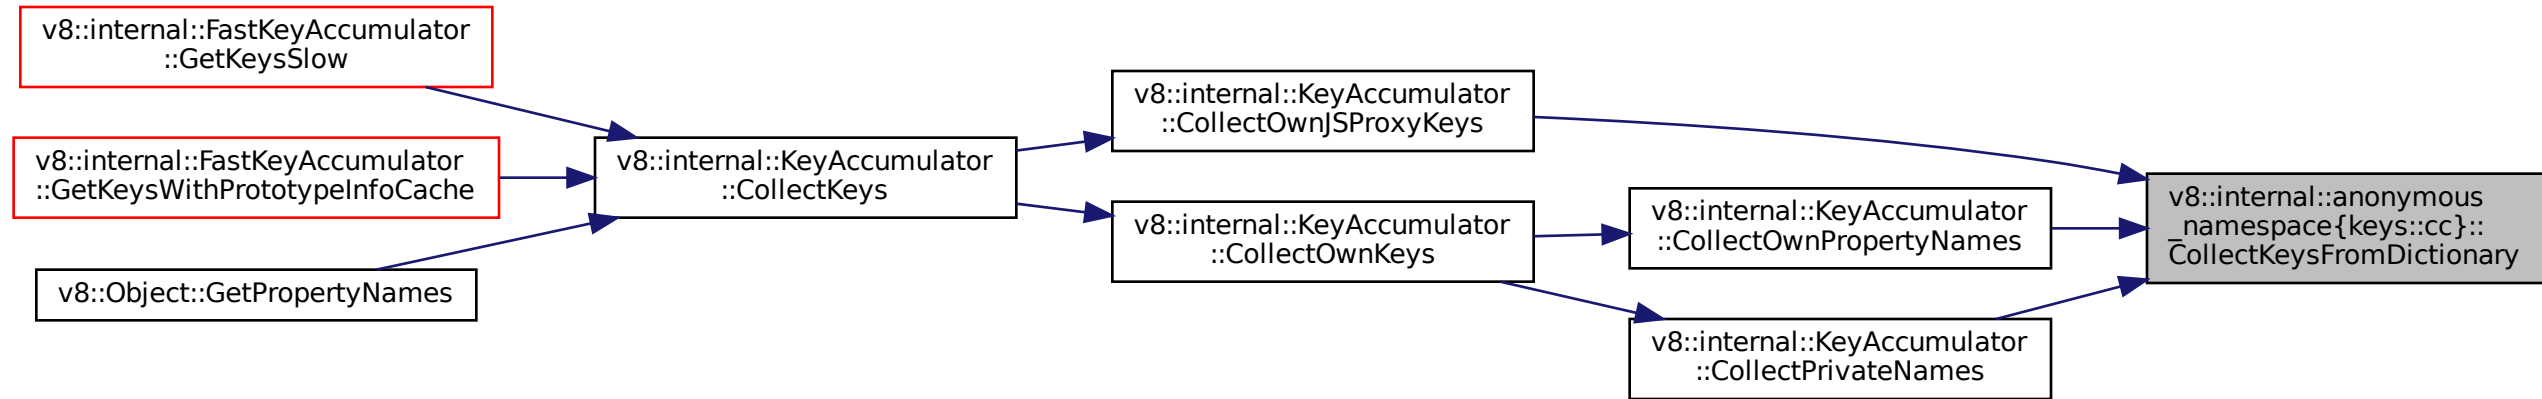 v8::internal::FastKeyAccumulator
::GetKeysSlow
v8::internal::FastKeyAccumulator
::GetKeysWithPrototypeInfoCache
v8::Object::GetPropertyNames
v8::internal::KeyAccumulator
::CollectKeys
v8::internal::KeyAccumulator
::CollectOwnJSProxyKeys
v8::internal::KeyAccumulator
::CollectOwnKeys
v8::internal::KeyAccumulator
::CollectOwnPropertyNames
v8::internal::KeyAccumulator
::CollectPrivateNames
v8::internal::anonymous
_namespace{keys::cc}::
CollectKeysFromDictionary